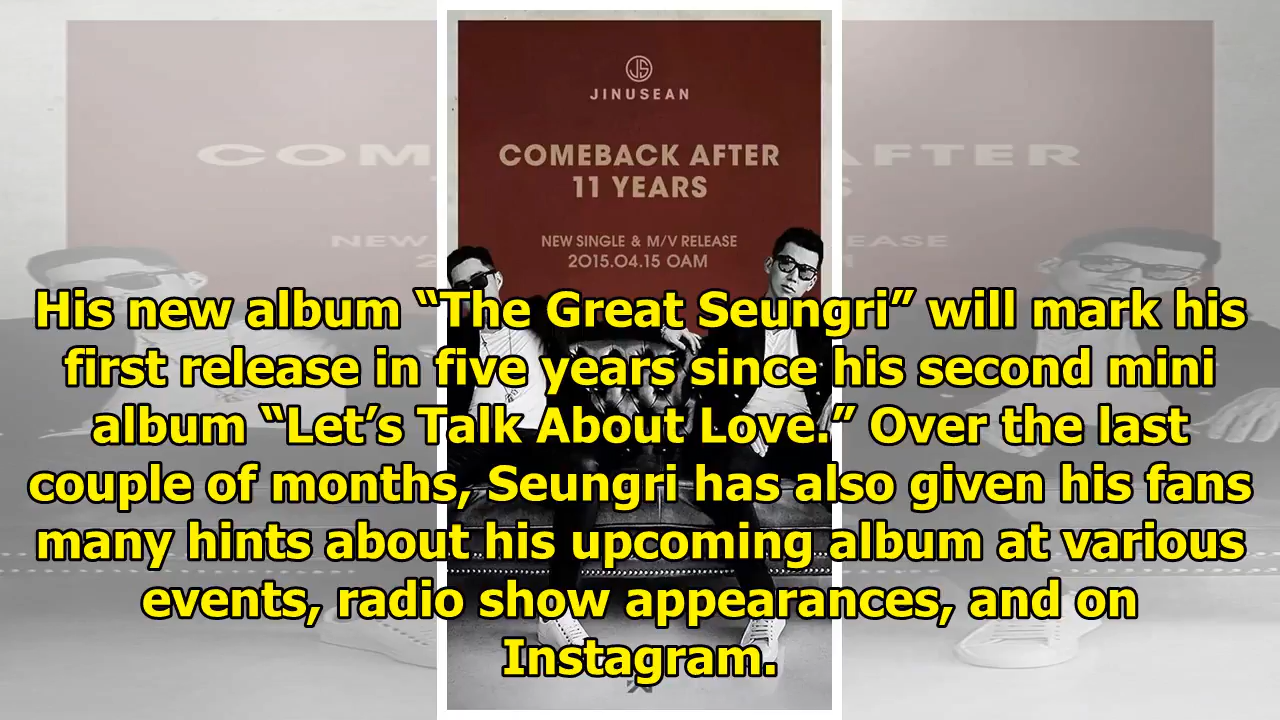 JS
JINUSEAN
COMEBACK AFTER
11 YEARS
NEW SINGLE & M/V RELEASE
2015.04.15 0AM
His new album “The Great Seungri” will mark his
first release in five years since his second mini
album “Let’s Talk About Love.” Over the last
couple of months, Seungri has also given his fans
many hints about his upcoming album at various
events, radio show appearances, and on
Instagram.